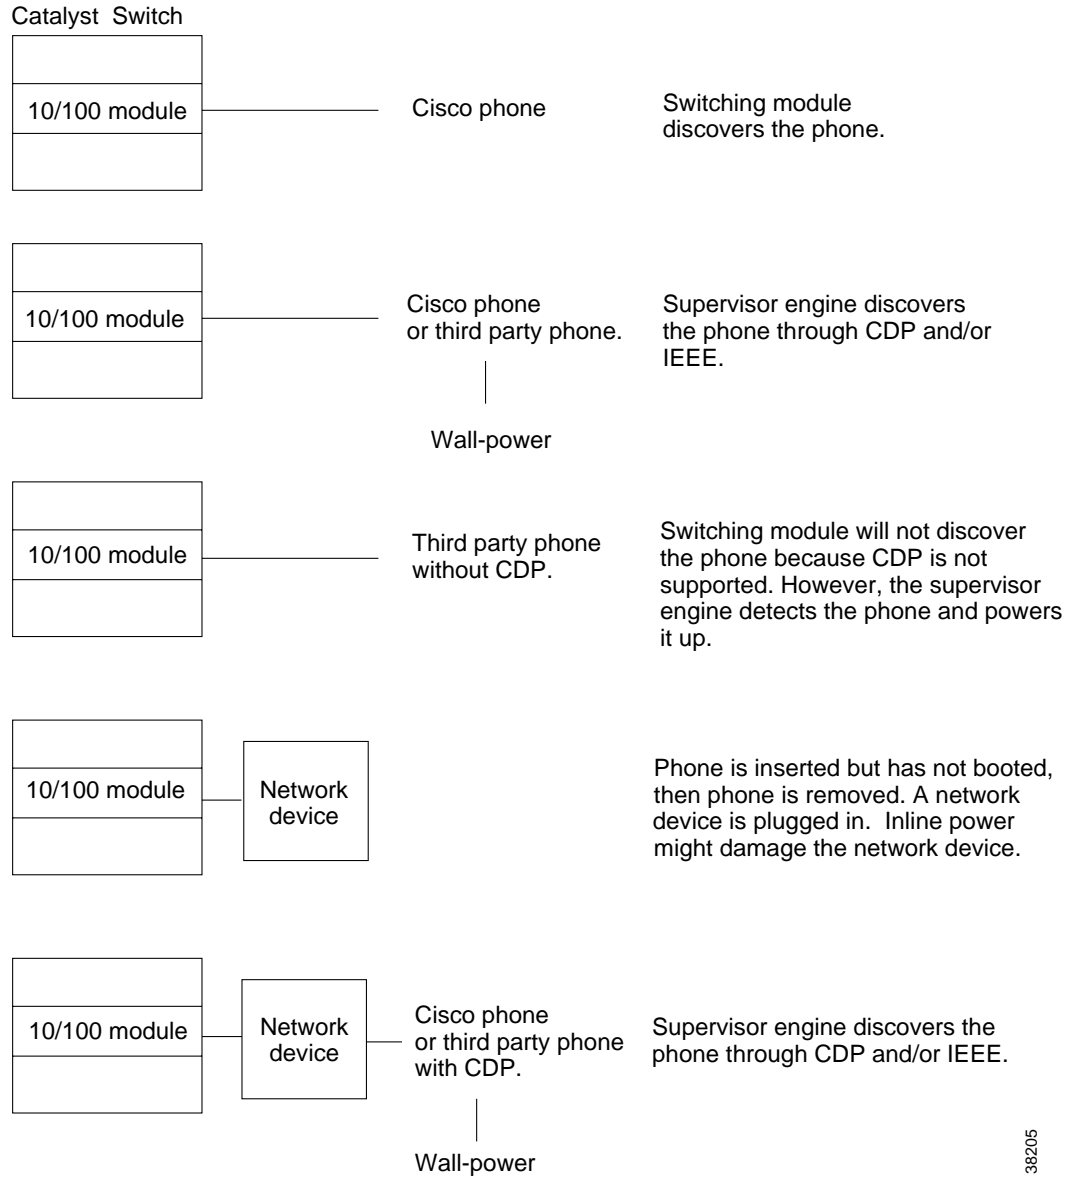 Catalyst Switch
10/100 module
Cisco phone
Switching module
discovers the phone.
10/100 module
Cisco phone
or third party phone.
Supervisor engine discovers
the phone through CDP and/or
IEEE.
Wall-power
10/100 module
Third party phone
without CDP.
Switching module will not discover
the phone because CDP is not
supported. However, the supervisor
engine detects the phone and powers
it up.
10/100 module
Network
device
Phone is inserted but has not booted,
then phone is removed. A network
device is plugged in. Inline power
might damage the network device.
10/100 module
Network
device
Cisco phone
or third party phone
with CDP.
Supervisor engine discovers the
phone through CDP and/or IEEE.
Wall-power
38205